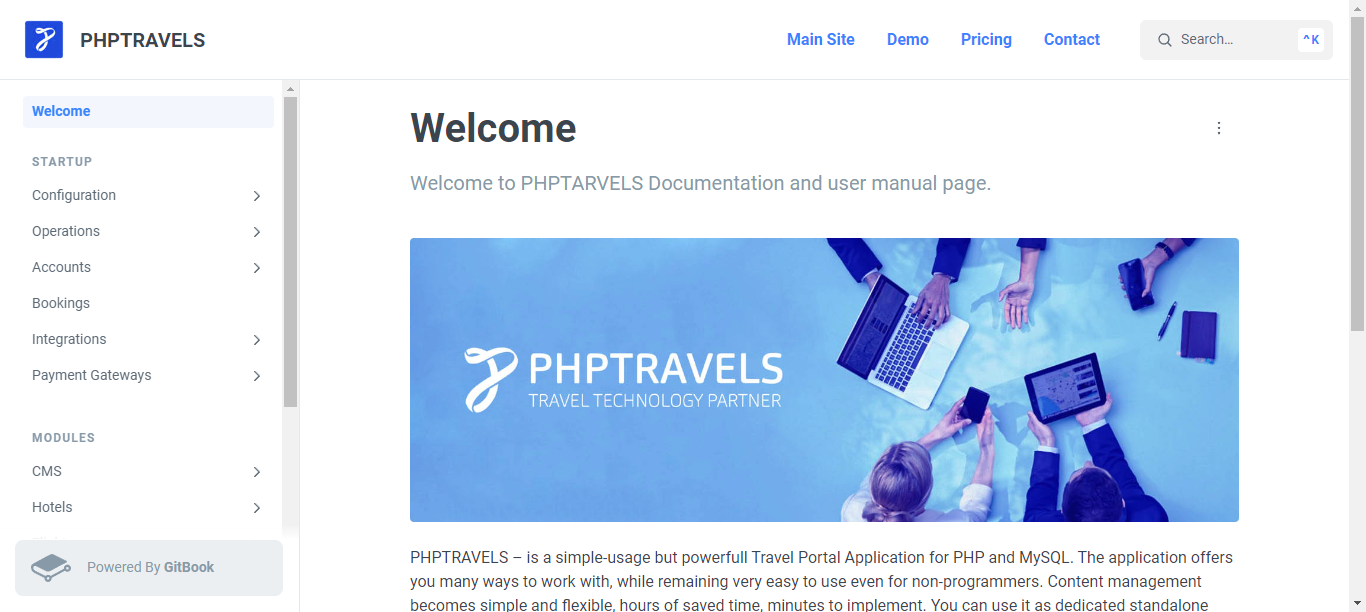 PHPTRAVELS
Main Site
Demo
Pricing
Contact
Search...
^K
Welcome
STARTUP
Configuration
Operations
Accounts
Bookings
Integrations
Payment Gateways
MODULES
CMS
Hotels
Powered By GitBook
Welcome
Welcome to PHPTARVELS Documentation and user manual page.
PHPTRAVELS
TRAVEL TECHNOLOGY PARTNER
PHPTRAVELS – is a simple-usage but powerfull Travel Portal Application for PHP and MySQL. The application offers
you many ways to work with, while remaining very easy to use even for non-programmers. Content management
becomes simple and flexible, hours of saved time, minutes to implement. You can use it as dedicated standalone